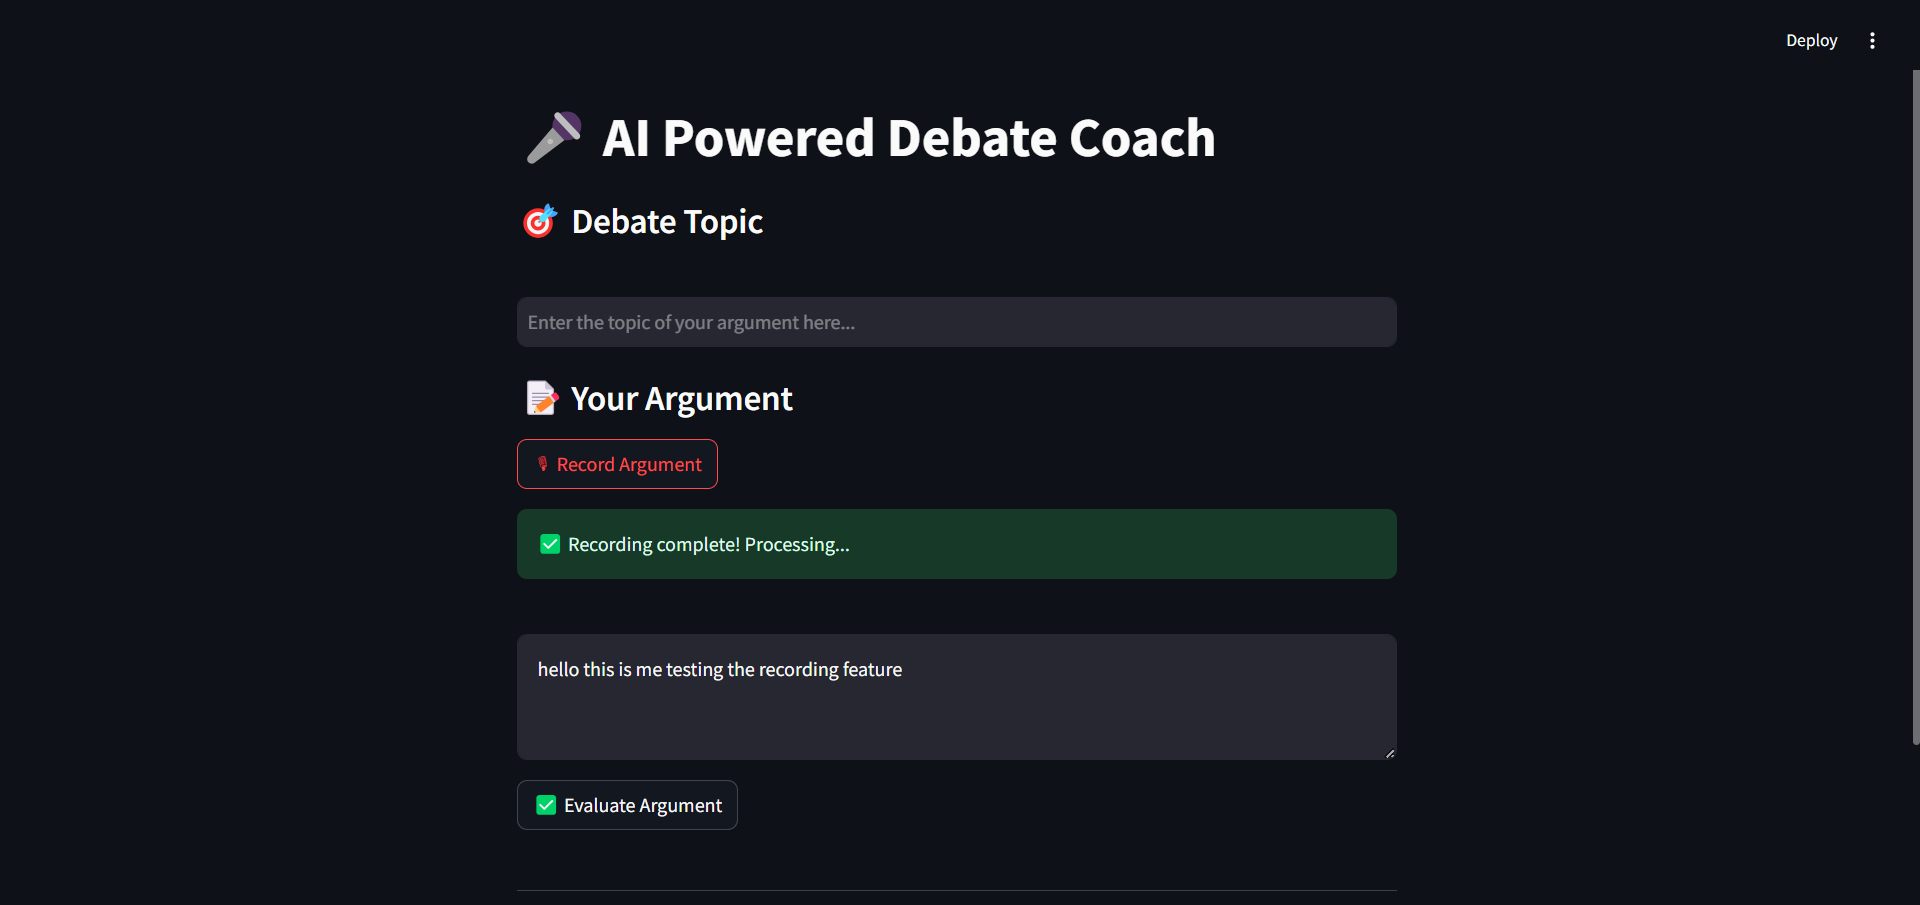 Deploy
AI Powered Debate Coach
Debate Topic
Enter the topic of your argument here...
Your Argument
Record Argument
Recording complete! Processing...
hello this is me testing the recording feature
Evaluate Argument